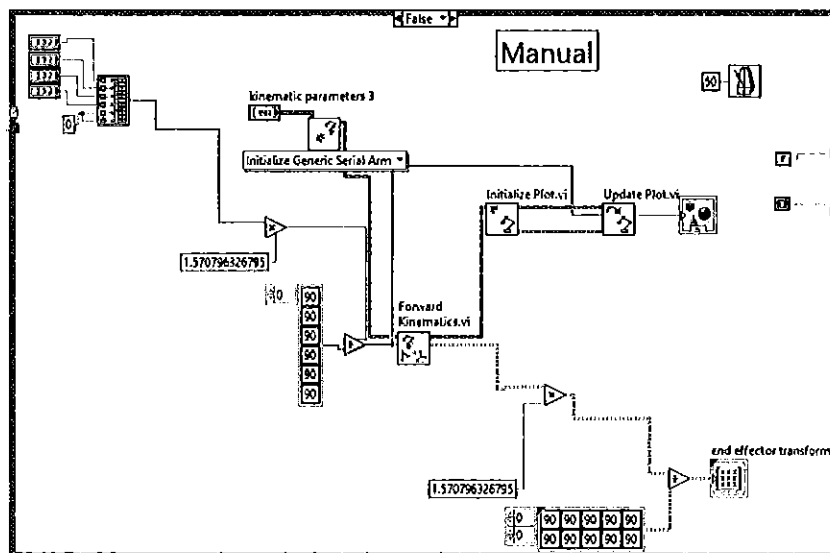 False
Manual
kinematic parameters 3
Initialize Generic Serial Arm
Initialize Plot.vi
Update Plot.vi
0
1.570796326795
0
90
90
90
90
90
90
Forward
Kinematics.vi
1.570796326795
end effector transform
0
0
90 90 90 90 90
90 90 90 90 90